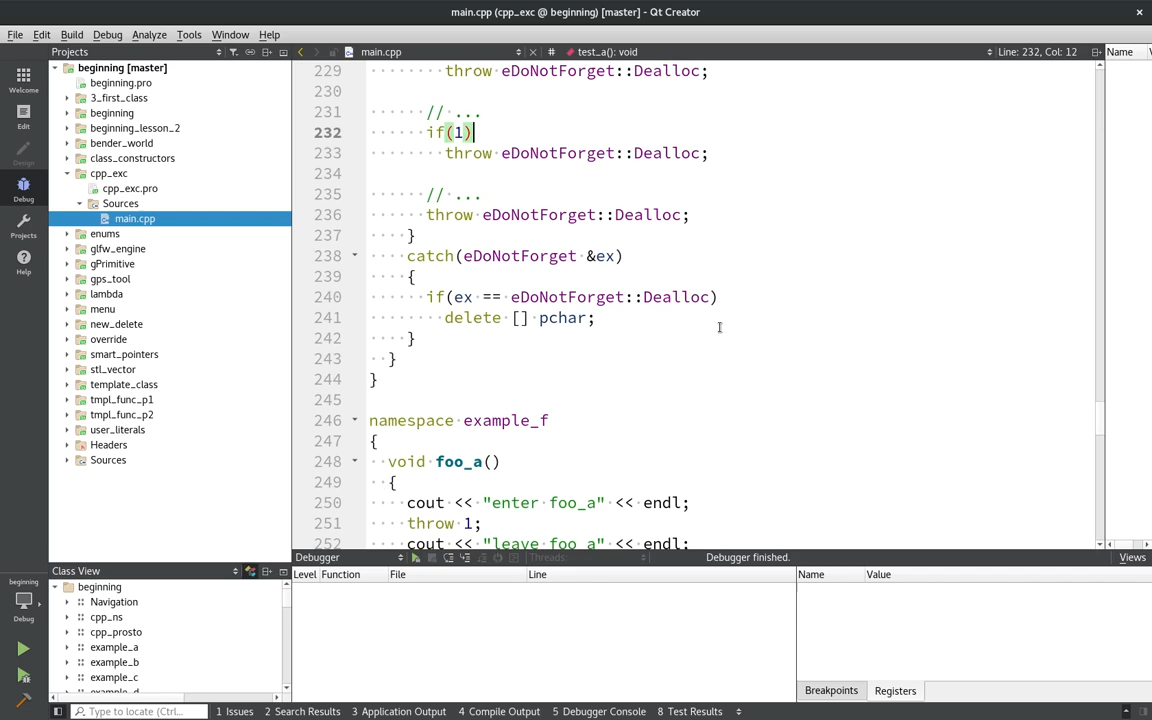 main.cpp (cpp_exc @ beginning) [master] - Qt Creator
File Edit Build Debug Analyze Tools Window Help
Projects
main.cpp
# test_a(): void
Line: 232, Col: 12
Name
Welcome
Edit
Design
Debug
Projects
Help
beginning [master]
beginning.pro
3_first_class
beginning
beginning_lesson_2
bender_world
class_constructors
cpp_exc
cpp_exc.pro
Sources
main.cpp
enums
glfw_engine
gPrimitive
gps_tool
lambda
menu
new_delete
override
smart_pointers
stl_vector
template_class
tmpl_func_p1
tmpl_func_p2
user_literals
Headers
Sources
229 throw eDoNotForget::Dealloc;
230
231 // ...
232 if(1)
233 throw eDoNotForget::Dealloc;
234
235 // ...
236 throw eDoNotForget::Dealloc;
237 }
238 catch(eDoNotForget &ex)
239 {
240 if(ex == eDoNotForget::Dealloc)
241 delete [] pchar;
242 }
243 }
244 }
245
246 namespace example_f
247 {
248 void foo_a()
249 {
250 cout << "enter foo_a" << endl;
251 throw 1;
252 cout << "leave foo_a" << endl;
Debugger
Threads:
Debugger finished.
Views
Level Function File Line
Name Value
Class View
beginning
Navigation
cpp_ns
cpp_prosto
example_a
example_b
example_c
example_d
beginning
Debug
Breakpoints Registers
Type to locate (Ctrl...
1 Issues 2 Search Results 3 Application Output 4 Compile Output 5 Debugger Console 8 Test Results